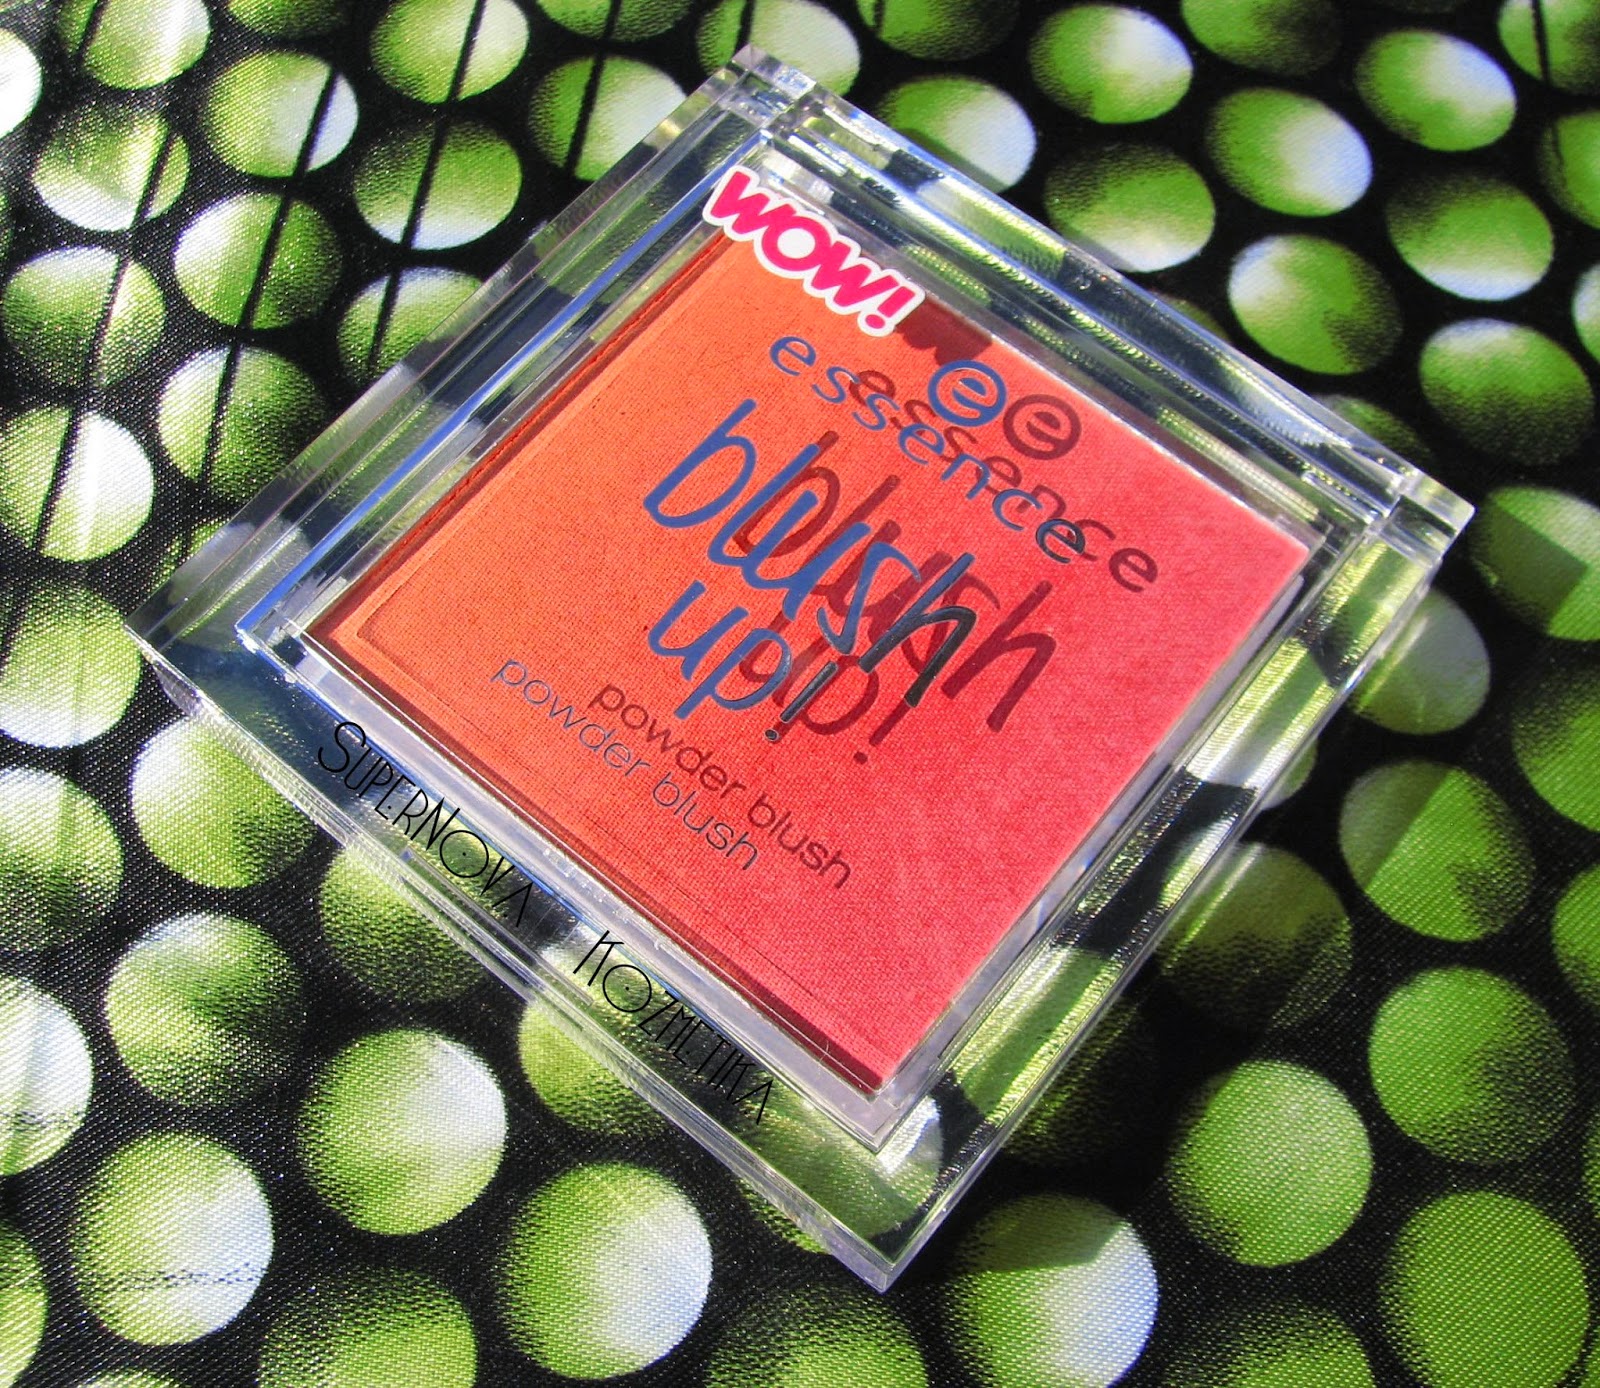 WOW!
e
essence
blush
up!
powder blush
SuperNova Kozmetika